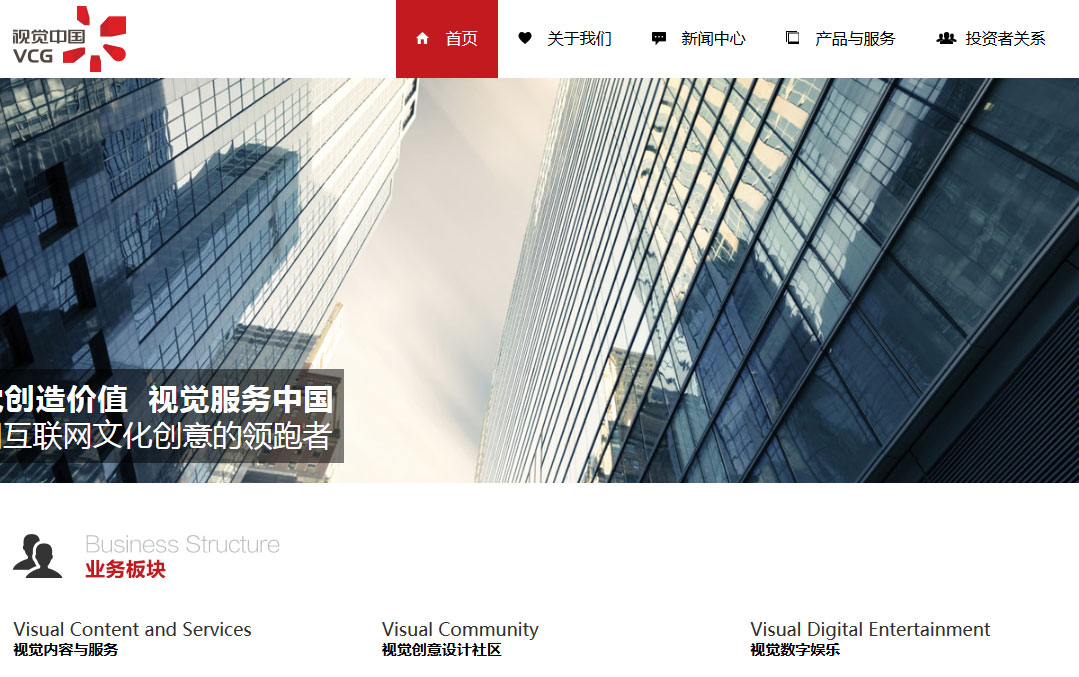 视觉中国
VCG
首页
关于我们
新闻中心
产品与服务
投资者关系
创造价值 视觉服务中国
互联网文化创意的领跑者
Business Structure
业务板块
Visual Content and Services
视觉内容与服务
Visual Community
视觉创意设计社区
Visual Digital Entertainment
视觉数字娱乐